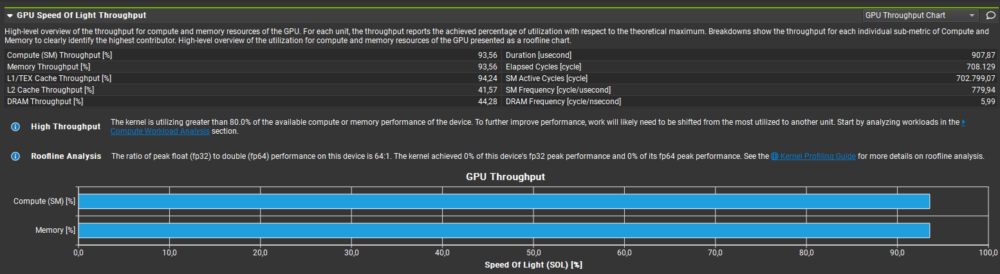 GPU Speed Of Light Throughput
GPU Throughput Chart
High-level overview of the throughput for compute and memory resources of the GPU. For each unit, the throughput reports the achieved percentage of utilization with respect to the theoretical maximum. Breakdowns show the throughput for each individual sub-metric of Compute and
Memory to clearly identify the highest contributor. High-level overview of the utilization for compute and memory resources of the GPU presented as a roofline chart.
Compute (SM) Throughput [%] 93,56 Duration [usecond] 907,87
Memory Throughput [%] 93,56 Elapsed Cycles [cycle] 708.129
L1/TEX Cache Throughput [%] 94,24 SM Active Cycles [cycle] 702.799,07
L2 Cache Throughput [%] 41,57 SM Frequency [cycle/usecond] 779,94
DRAM Throughput [%] 44,28 DRAM Frequency [cycle/nsecond] 5,99
High Throughput The kernel is utilizing greater than 80.0% of the available compute or memory performance of the device. To further improve performance, work will likely need to be shifted from the most utilized to another unit. Start by analyzing workloads in the
Compute Workload Analysis section.
Roofline Analysis The ratio of peak float (fp32) to double (fp64) performance on this device is 64:1. The kernel achieved 0% of this device's fp32 peak performance and 0% of its fp64 peak performance. See the Kernel Profiling Guide for more details on roofline analysis.
GPU Throughput
Compute (SM) [%]
Memory [%]
0,0 10,0 20,0 30,0 40,0 50,0 60,0 70,0 80,0 90,0 100,0
Speed Of Light (SOL) [%]